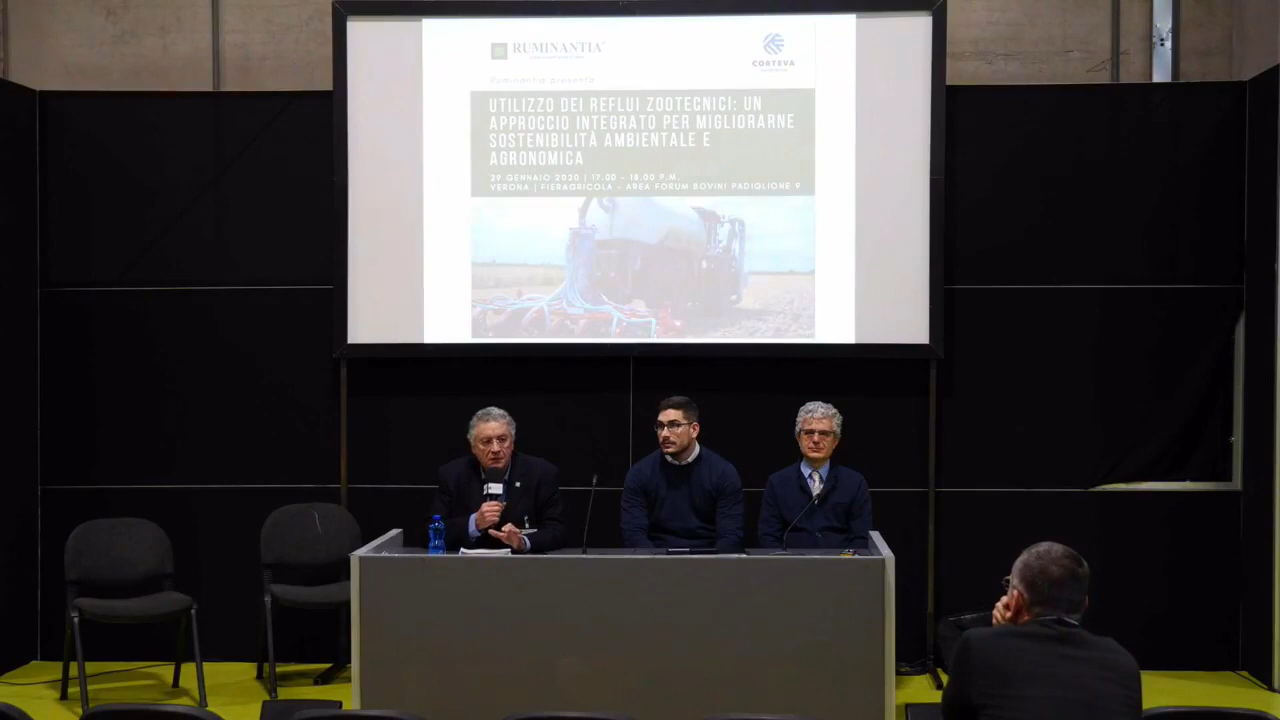 RUMINANTIA
CORTEVA
Ruminantia presenta
UTILIZZO DEI REFLUI ZOOTECNICI: UN
APPROCCIO INTEGRATO PER MIGLIORARNE
SOSTENIBILITÀ AMBIENTALE E
AGRONOMICA
29 GENNAIO 2020 | 17.00 - 18.00 P.M.
VERONA | FIERAGRICOLA - AREA FORUM BOVINI PADIGLIONE 9